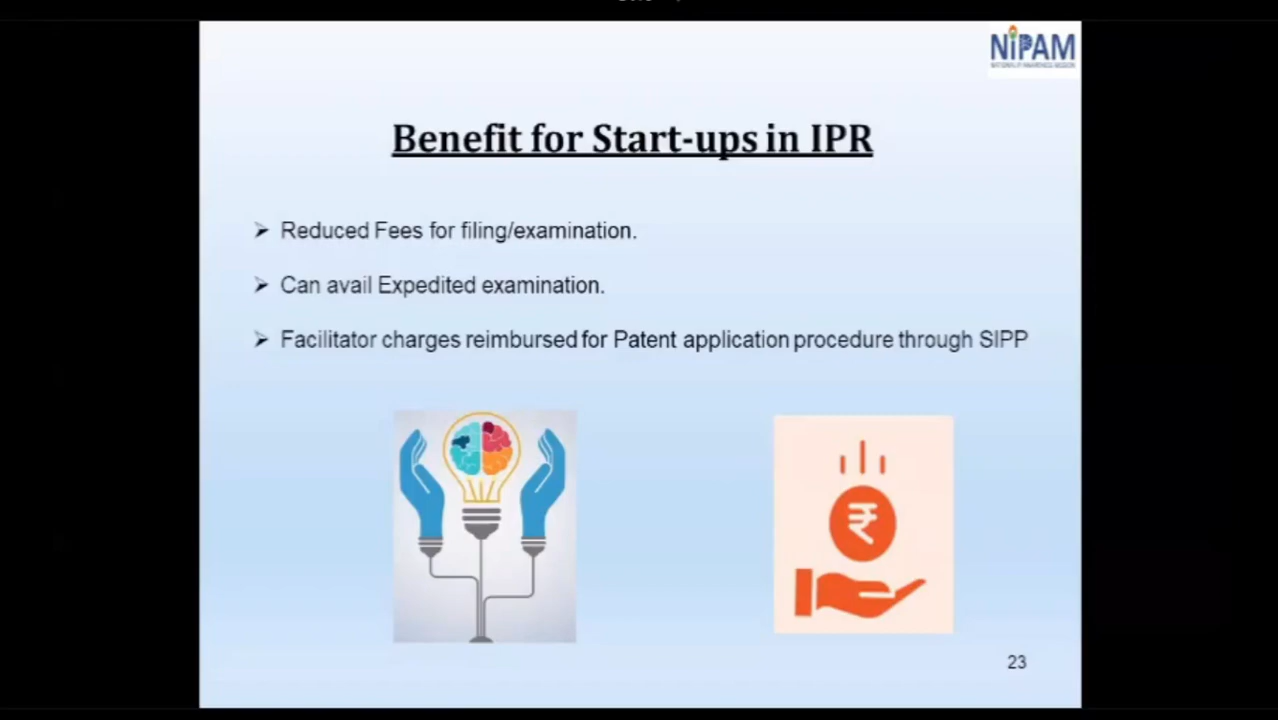 NiPAM
Benefit for Start-ups in IPR
➤ Reduced Fees for filing/examination.
➤ Can avail Expedited examination.
➤ Facilitator charges reimbursed for Patent application procedure through SIPP
₹
23